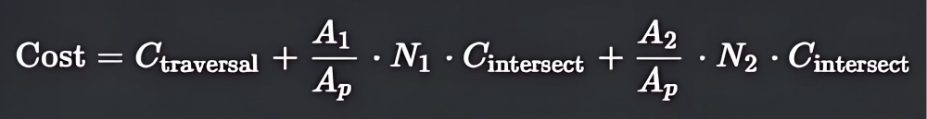 Cost = C_traversal + A_1/A_p · N_1 · C_intersect + A_2/A_p · N_2 · C_intersect